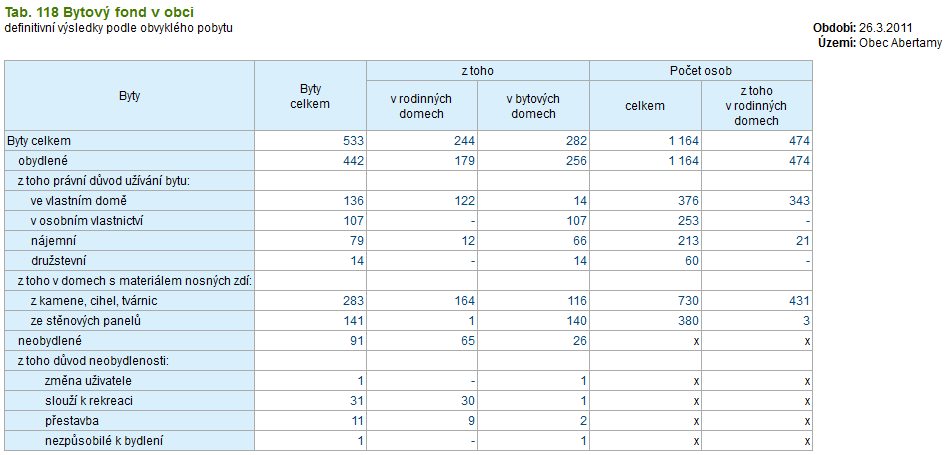 Tab. 118 Bytový fond v obci
definitivní výsledky podle obvyklého pobytu
Období: 26.3.2011
Území: Obec Abertamy
Byty
Byty celkem
z toho
Počet osob
v rodinných domech
v bytových domech
celkem
z toho v rodinných domech
Byty celkem 533 244 282 1 164 474
obydlené 442 179 256 1 164 474
z toho právní důvod užívání bytu:
ve vlastním domě 136 122 14 376 343
v osobním vlastnictví 107 - 107 253 -
nájemní 79 12 66 213 21
družstevní 14 - 14 60 -
z toho v domech s materiálem nosných zdí:
z kamene, cihel, tvárnic 283 164 116 730 431
ze stěnových panelů 141 1 140 380 3
neobydlené 91 65 26 x x
z toho důvod neobydlenosti:
změna uživatele 1 - 1 x x
slouží k rekreaci 31 30 1 x x
přestavba 11 9 2 x x
nezpůsobilé k bydlení 1 - 1 x x